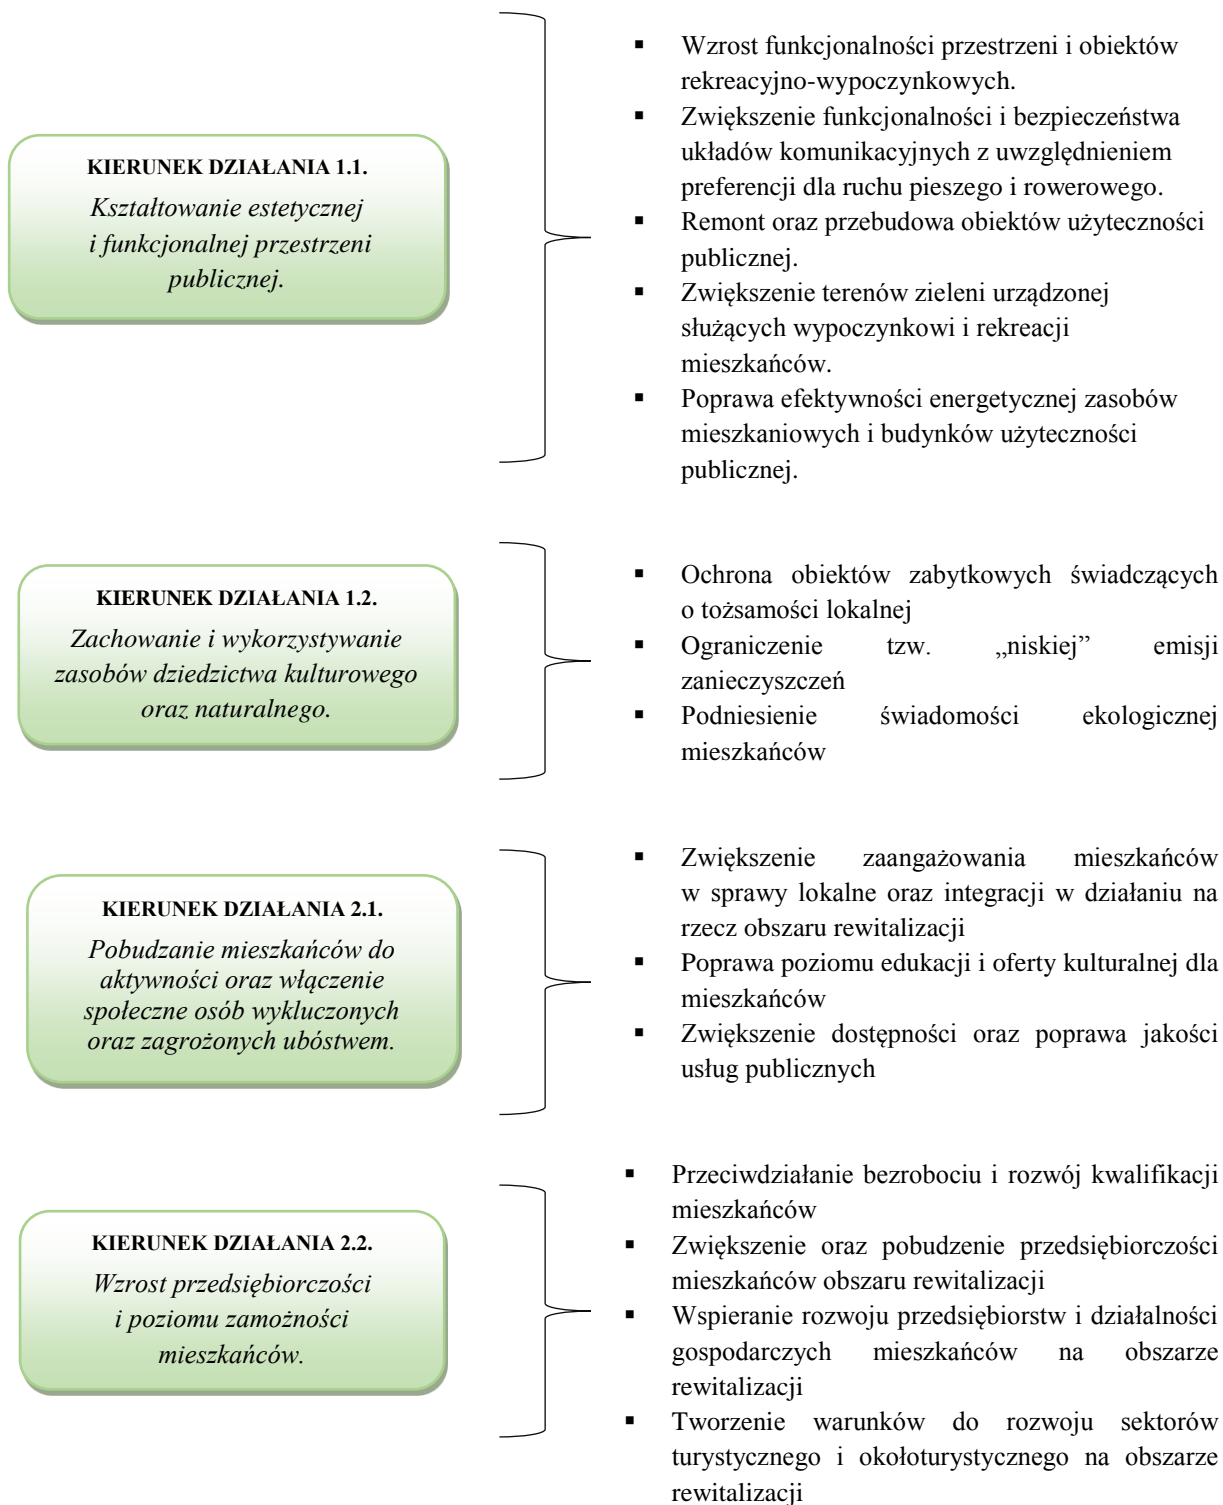 KIERUNEK DZIAŁANIA 1.1.
Kształtowanie estetycznej
i funkcjonalnej przestrzeni
publicznej.
▪ Wzrost funkcjonalności przestrzeni i obiektów
rekreacyjno-wypoczynkowych.
▪ Zwiększenie funkcjonalności i bezpieczeństwa
układów komunikacyjnych z uwzględnieniem
preferencji dla ruchu pieszego i rowerowego.
▪ Remont oraz przebudowa obiektów użyteczności
publicznej.
▪ Zwiększenie terenów zieleni urządzonej
służących wypoczynkowi i rekreacji
mieszkańców.
▪ Poprawa efektywności energetycznej zasobów
mieszkaniowych i budynków użyteczności
publicznej.
KIERUNEK DZIAŁANIA 1.2.
Zachowanie i wykorzystywanie
zasobów dziedzictwa kulturowego
oraz naturalnego.
▪ Ochrona obiektów zabytkowych świadczących
o tożsamości lokalnej
▪ Ograniczenie tzw. „niskiej” emisji
zanieczyszczeń
▪ Podniesienie świadomości ekologicznej
mieszkańców
KIERUNEK DZIAŁANIA 2.1.
Pobudzanie mieszkańców do
aktywności oraz włączenie
społeczne osób wykluczonych
oraz zagrożonych ubóstwem.
▪ Zwiększenie zaangażowania mieszkańców
w sprawy lokalne oraz integracji w działaniu na
rzecz obszaru rewitalizacji
▪ Poprawa poziomu edukacji i oferty kulturalnej dla
mieszkańców
▪ Zwiększenie dostępności oraz poprawa jakości
usług publicznych
KIERUNEK DZIAŁANIA 2.2.
Wzrost przedsiębiorczości
i poziomu zamożności
mieszkańców.
▪ Przeciwdziałanie bezrobociu i rozwój kwalifikacji
mieszkańców
▪ Zwiększenie oraz pobudzenie przedsiębiorczości
mieszkańców obszaru rewitalizacji
▪ Wspieranie rozwoju przedsiębiorstw i działalności
gospodarczych mieszkańców na obszarze
rewitalizacji
▪ Tworzenie warunków do rozwoju sektorów
turystycznego i okołoturystycznego na obszarze
rewitalizacji